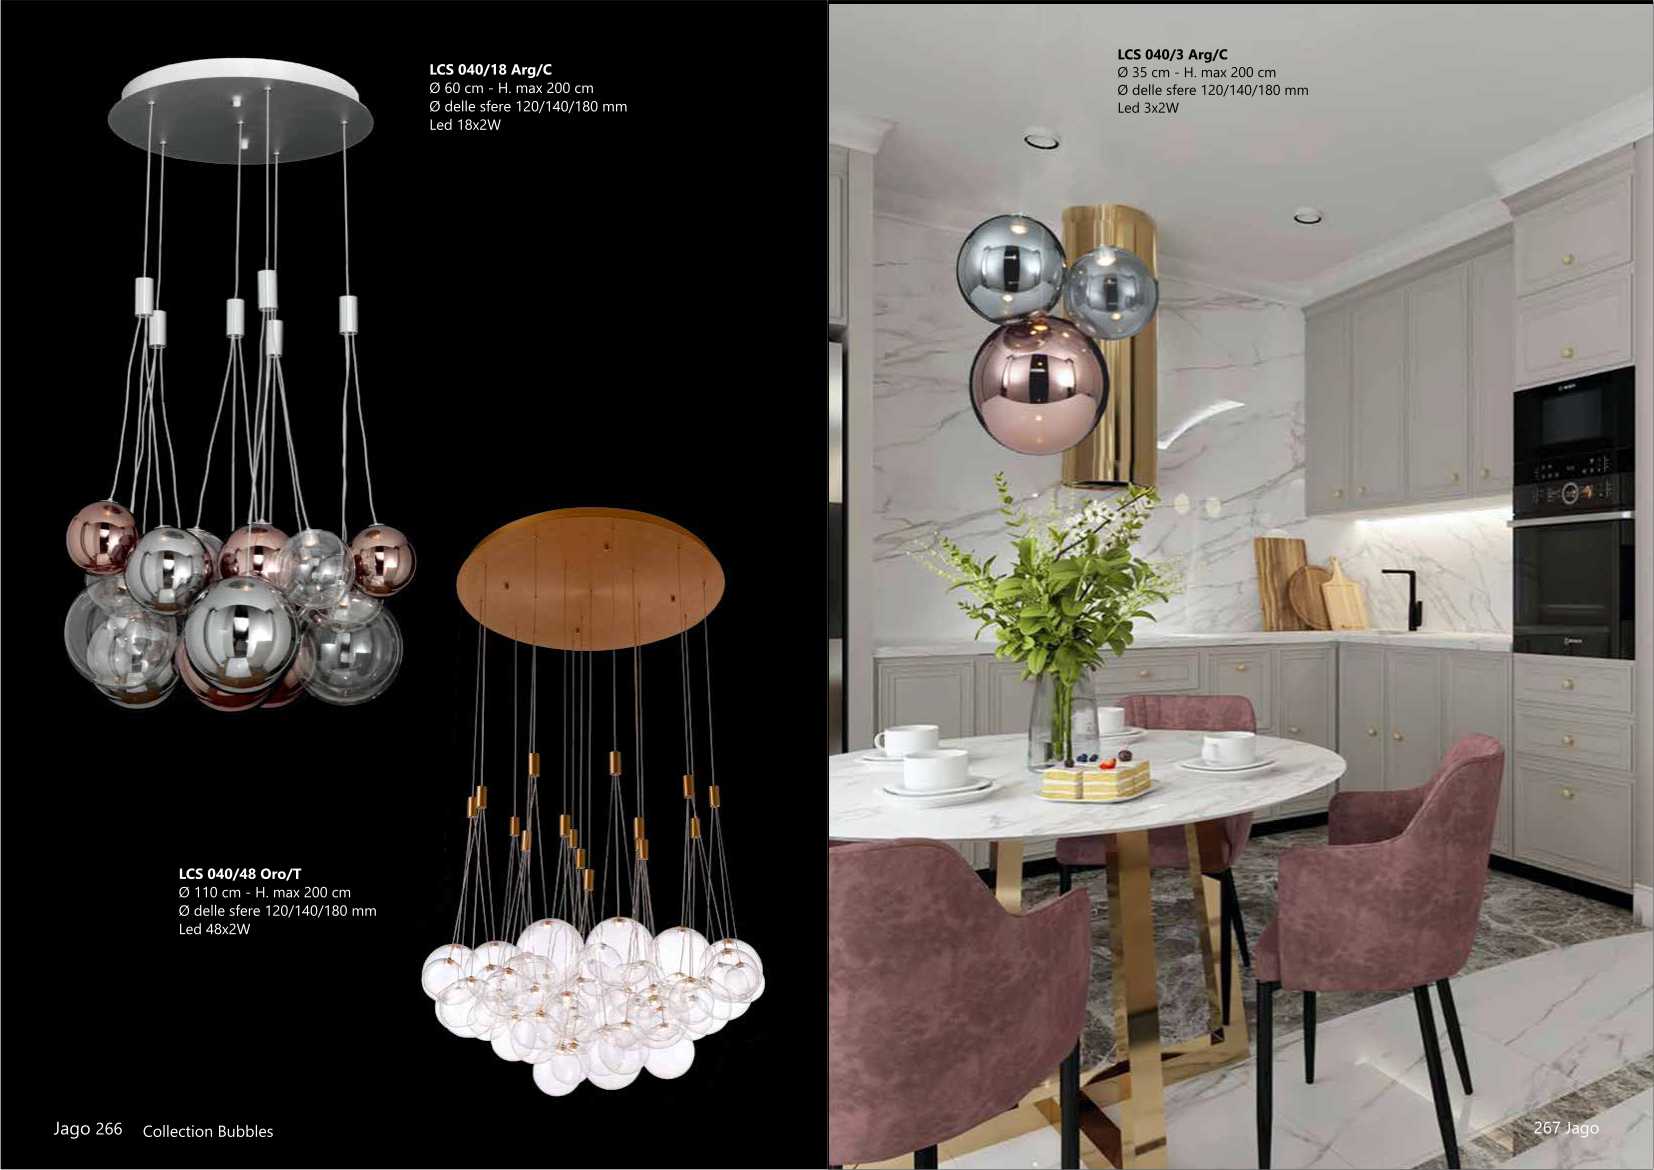 LCS 040/18 Arg/C
Ø 60 cm - H. max 200 cm
Ø delle sfere 120/140/180 mm
Led 18x2W
LCS 040/48 Oro/T
Ø 110 cm - H. max 200 cm
Ø delle sfere 120/140/180 mm
Led 48x2W
Jago 266 Collection Bubbles
LCS 040/3 Arg/C
Ø 35 cm - H. max 200 cm
Ø delle sfere 120/140/180 mm
Led 3x2W
267 Jago